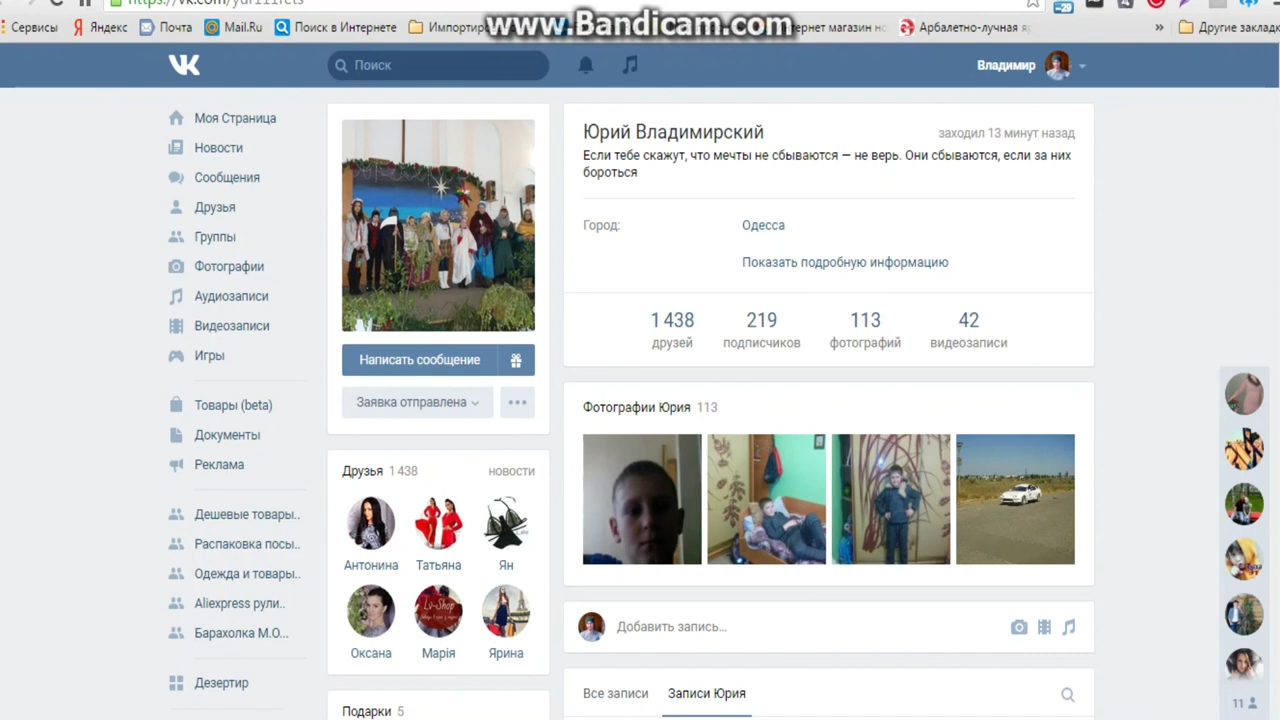 https://vk.com/yuri11rets
www.Bandicam.com
Сервисы
Яндекс
Почта
Mail.Ru
Поиск в Интернете
Арбалетно-лучная
»
Поиск
Владимир
Моя Страница
Новости
Сообщения
Друзья
Группы
Фотографии
Аудиозаписи
Видеозаписи
Игры
Товары (beta)
Документы
Реклама
Дешевые товары..
Распаковка посы..
Одежда и товары..
Aliexpress рули..
Барахолка М.О...
Дезертир
Написать сообщение
Заявка отправлена
Друзья 1 438
новости
Антонина
Татьяна
Ян
Оксана
Марія
Ярина
Подарки 5
Юрий Владимирский
заходил 13 минут назад
Если тебе скажут, что мечты не сбываются — не верь. Они сбываются, если за них
бороться
Город:
Одесса
Показать подробную информацию
1 438
друзей
219
подписчиков
113
фотографий
42
видеозаписи
Фотографии Юрия 113
Добавить запись...
Все записи
Записи Юрия
11